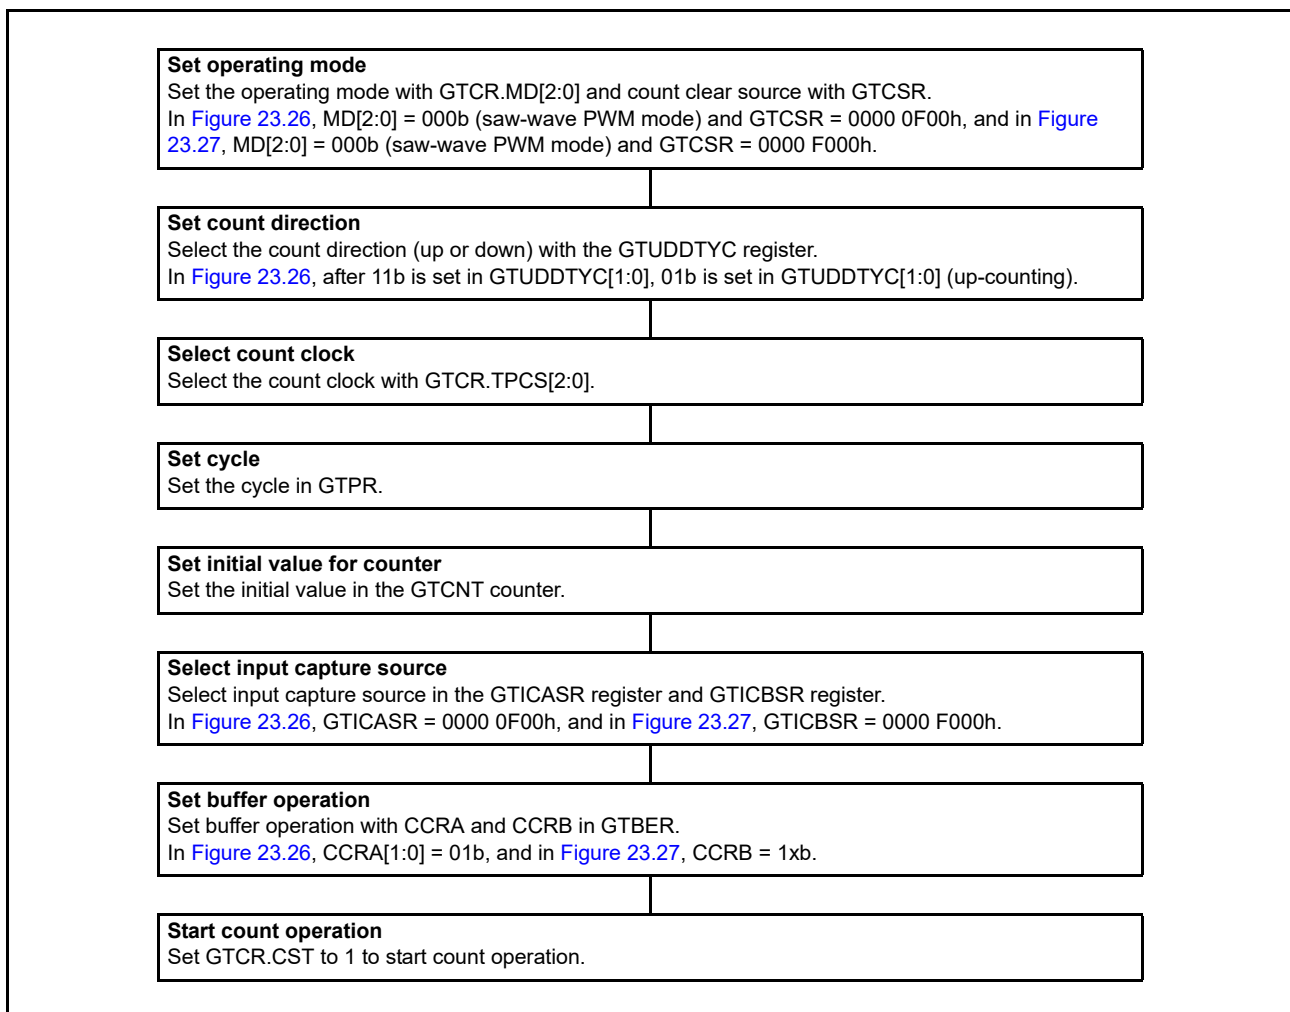 Set operating mode
Set the operating mode with GTCR.MD[2:0] and count clear source with GTCSR.
In Figure 23.26, MD[2:0] = 000b (saw-wave PWM mode) and GTCSR = 0000 0F00h, and in Figure
23.27, MD[2:0] = 000b (saw-wave PWM mode) and GTCSR = 0000 F000h.
Set count direction
Select the count direction (up or down) with the GTUDDTYC register.
In Figure 23.26, after 11b is set in GTUDDTYC[1:0], 01b is set in GTUDDTYC[1:0] (up-counting).
Select count clock
Select the count clock with GTCR.TPCS[2:0].
Set cycle
Set the cycle in GTPR.
Set initial value for counter
Set the initial value in the GTCNT counter.
Select input capture source
Select input capture source in the GTICASR register and GTICBSR register.
In Figure 23.26, GTICASR = 0000 0F00h, and in Figure 23.27, GTICBSR = 0000 F000h.
Set buffer operation
Set buffer operation with CCRA and CCRB in GTBER.
In Figure 23.26, CCRA[1:0] = 01b, and in Figure 23.27, CCRB = 1xb.
Start count operation
Set GTCR.CST to 1 to start count operation.